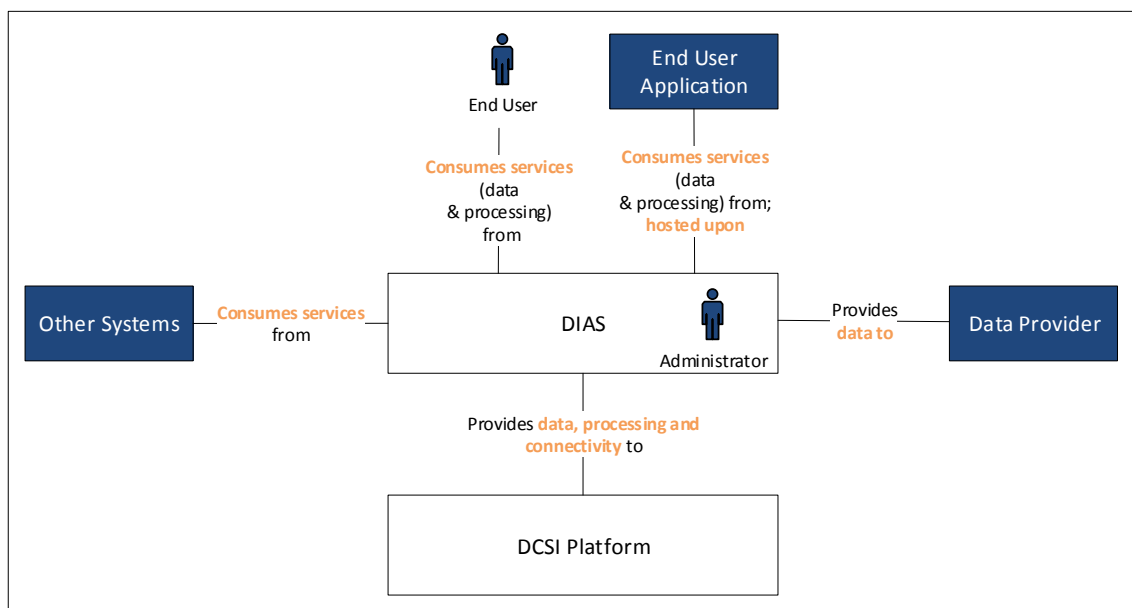 End User
End User
Application
Consumes services
(data
& processing)
from
Consumes services
(data
& processing) from;
hosted upon
Other Systems
Consumes services
from
DIAS
Administrator
Provides
data to
Data Provider
Provides data, processing and
connectivity to
DCSI Platform